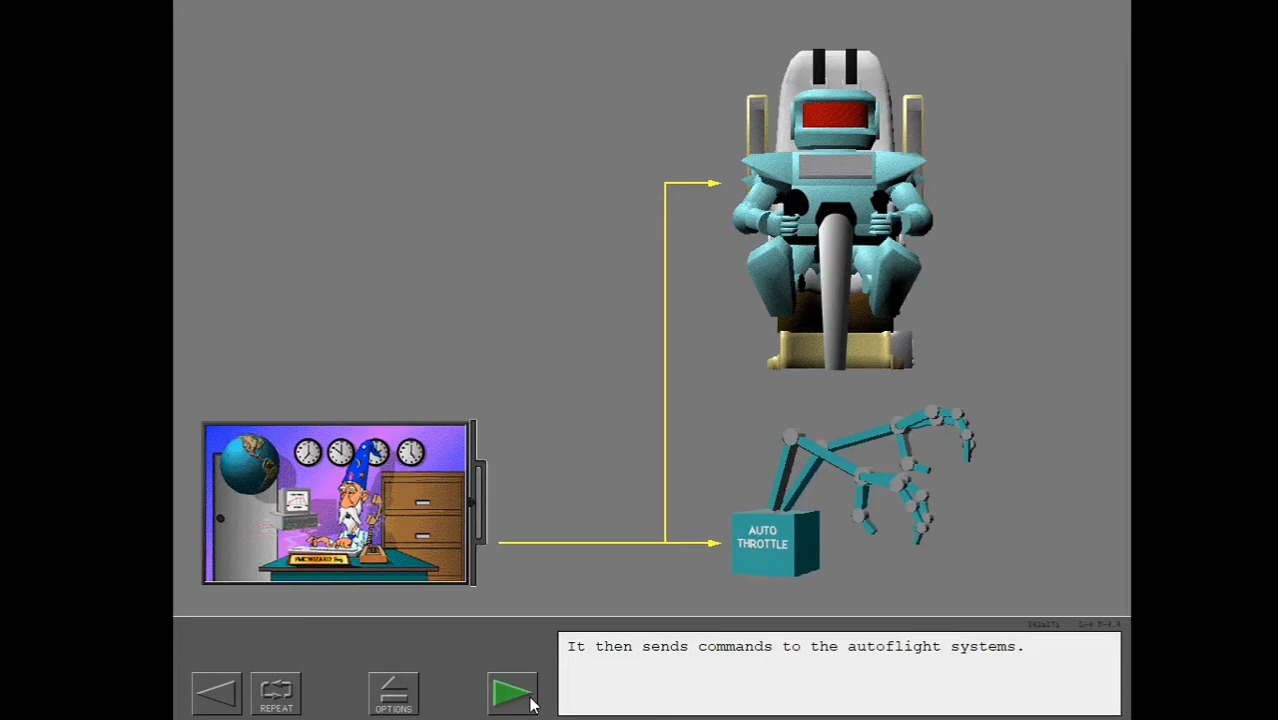 AUTO
THROTTLE
It then sends commands to the autoflight systems.
REPEAT
OPTIONS